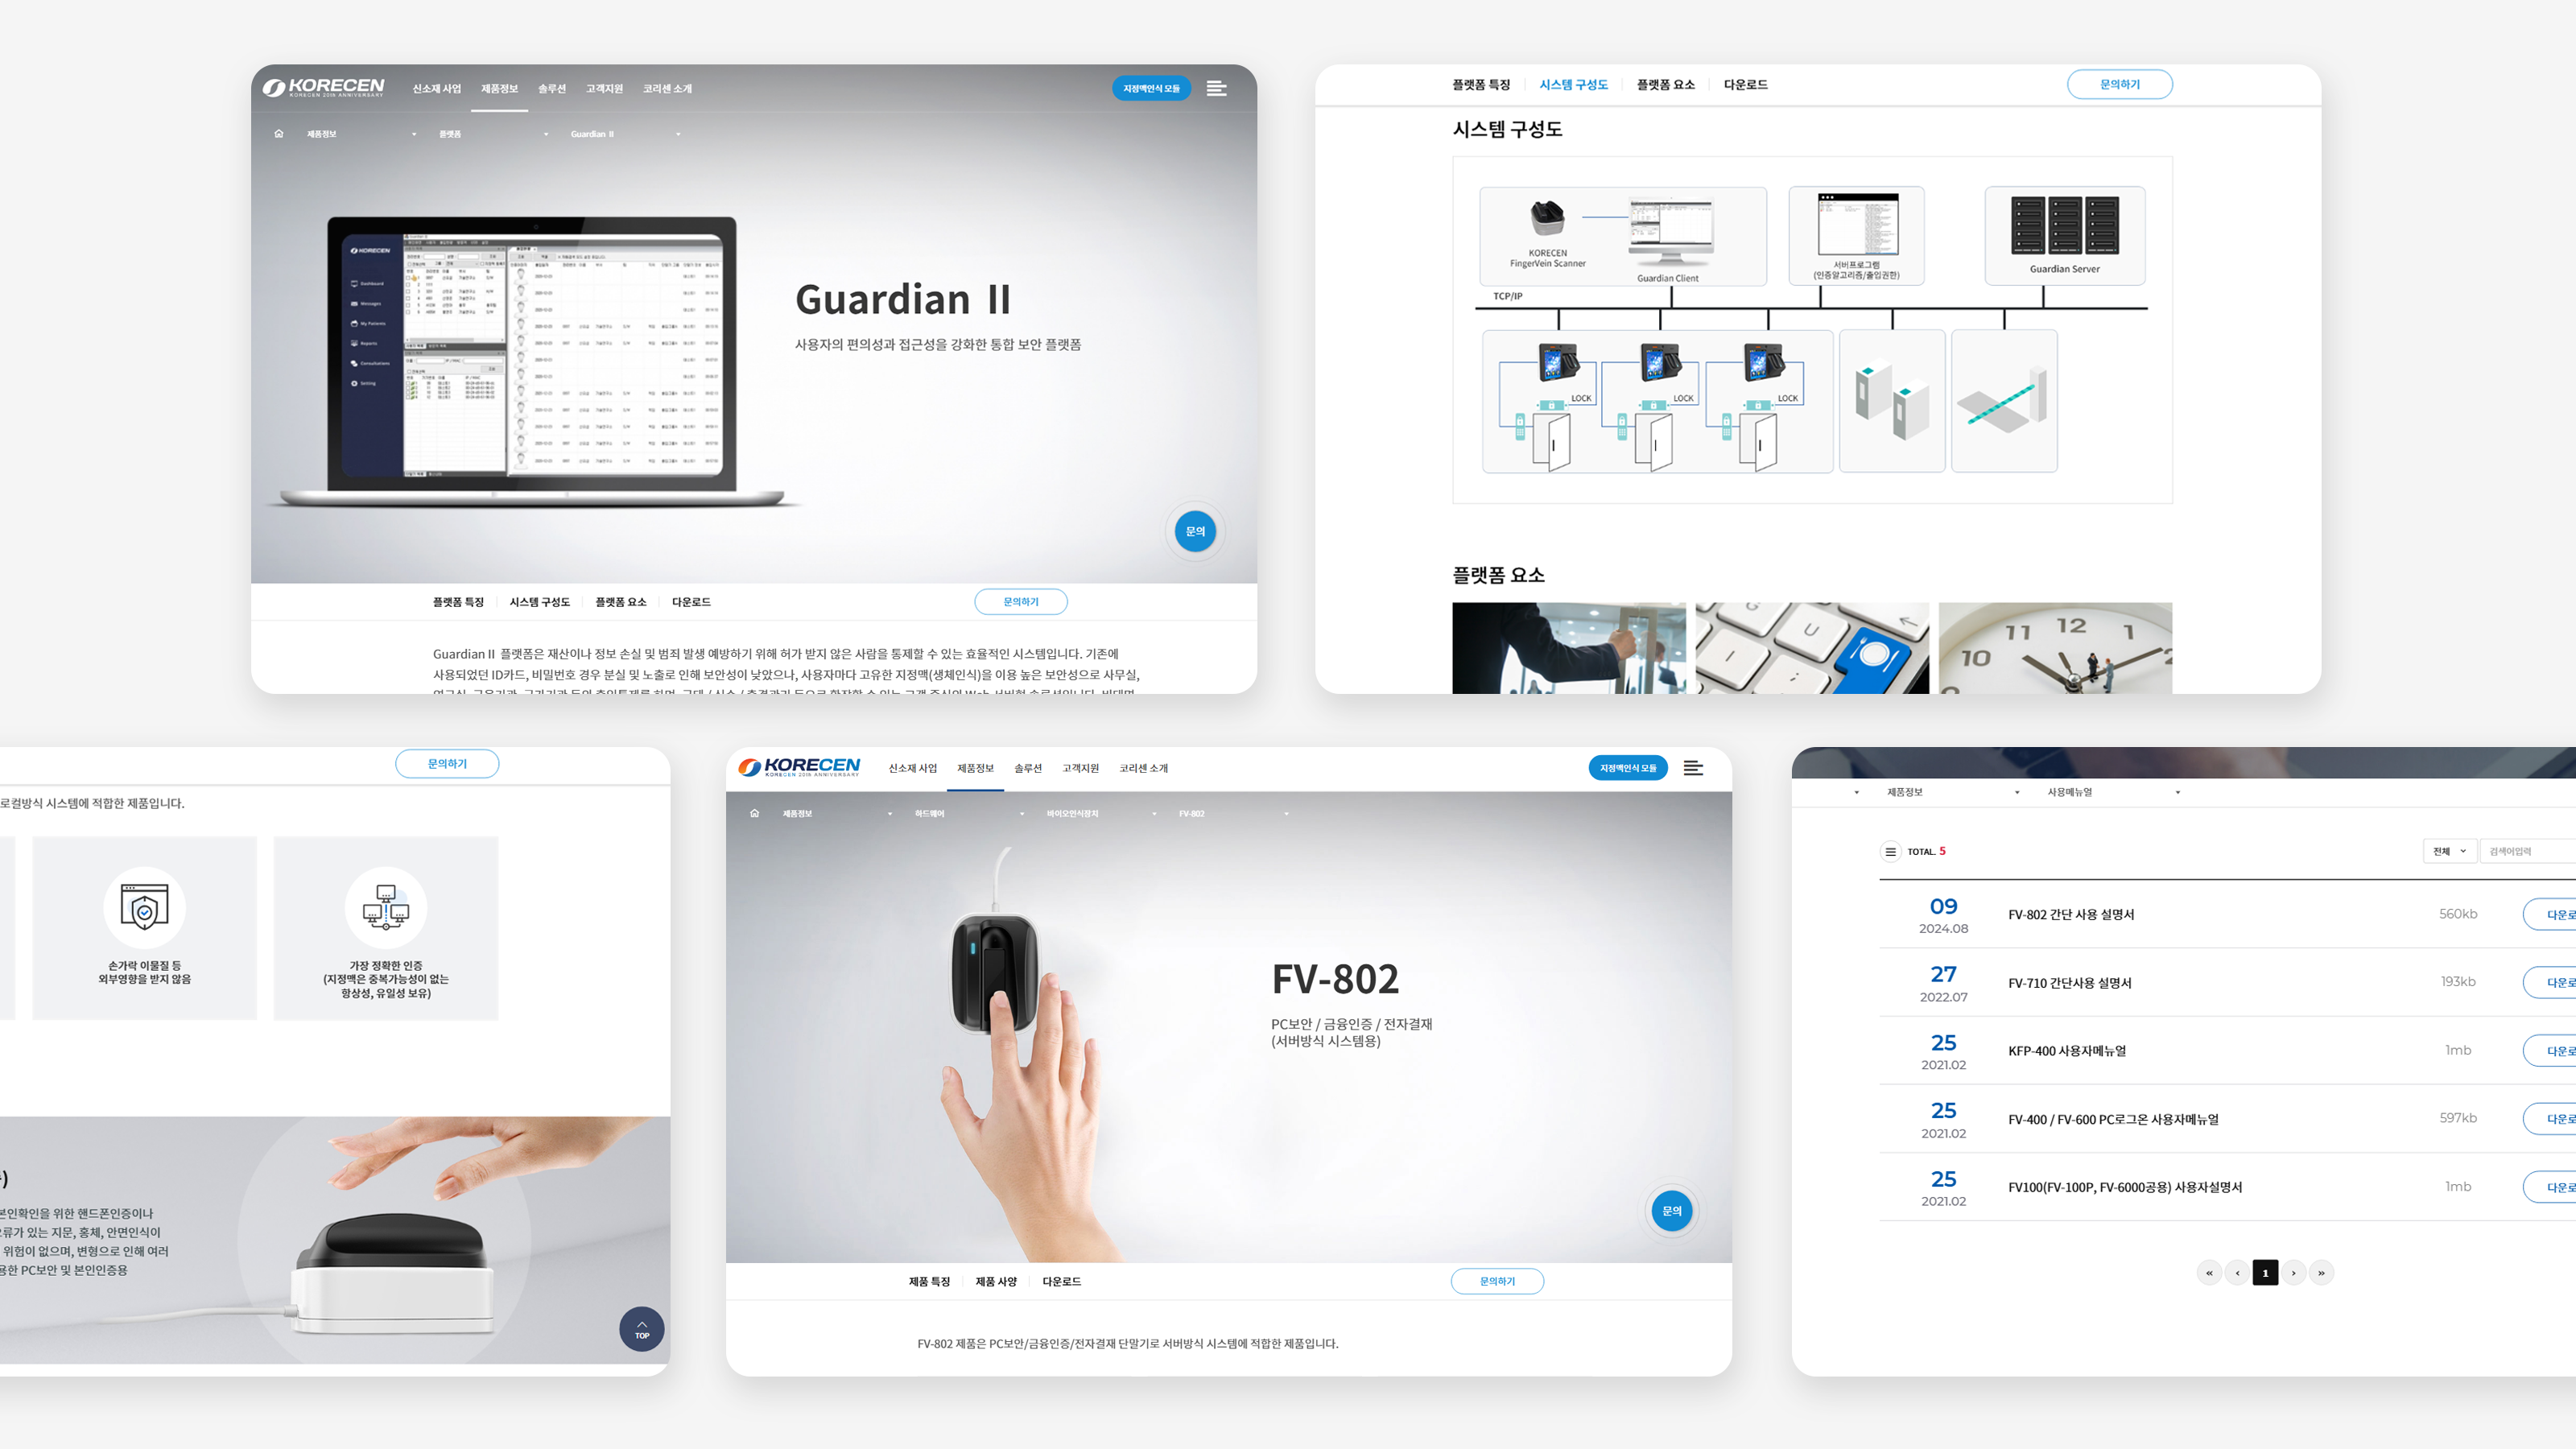 KORECEN
KORECEN 20th ANNIVERSARY
신소재 사업
제품정보
솔루션
고객지원
코리센 소개
지정맥인식 모듈
제품정보
플랫폼
Guardian II
KORECEN
Dashboard
Messages
My Patients
Reports
Consultations
Setting
Guardian II
사용자의 편의성과 접근성을 강화한 통합 보안 플랫폼
문의
플랫폼 특징
시스템 구성도
플랫폼 요소
다운로드
문의하기
Guardian II 플랫폼은 재산이나 정보 손실 및 범죄 발생 예방하기 위해 허가 받지 않은 사람을 통제할 수 있는 효율적인 시스템입니다. 기존에
사용되었던 ID카드, 비밀번호 경우 분실 및 노출로 인해 보안성이 낮았으나, 사용자마다 고유한 지정맥(생체인식)을 이용 높은 보안성으로 사무실,
플랫폼 특징
시스템 구성도
플랫폼 요소
다운로드
문의하기
시스템 구성도
KORECEN
FingerVein Scanner
Guardian Client
서버프로그램
(인증알고리즘/출입권한)
Guardian Server
TCP/IP
LOCK
LOCK
LOCK
플랫폼 요소
G
U
I
11
12
1
10
2
9
문의하기
로컬방식 시스템에 적합한 제품입니다.
손가락 이물질 등
외부영향을 받지 않음
가장 정확한 인증
(지정맥은 중복가능성이 없는
항상성, 유일성 보유)
)
본인확인을 위한 핸드폰인증이나
류가 있는 지문, 홍체, 안면인식이
위험이 없으며, 변형으로 인해 여러
용한 PC보안 및 본인인증용
TOP
KORECEN
KORECEN 20th ANNIVERSARY
신소재 사업
제품정보
솔루션
고객지원
코리센 소개
지정맥인식 모듈
제품정보
하드웨어
바이오인식장치
FV-802
FV-802
PC보안 / 금융인증 / 전자결재
(서버방식 시스템용)
문의
제품 특징
제품 사양
다운로드
문의하기
FV-802 제품은 PC보안/금융인증/전자결재 단말기로 서버방식 시스템에 적합한 제품입니다.
제품정보
사용메뉴얼
TOTAL. 5
전체
검색어입력
09
2024.08
FV-802 간단 사용 설명서
560kb
다운로
27
2022.07
FV-710 간단사용 설명서
193kb
다운로
25
2021.02
KFP-400 사용자메뉴얼
1mb
다운로
25
2021.02
FV-400 / FV-600 PC로그온 사용자메뉴얼
597kb
다운로
25
2021.02
FV100(FV-100P, FV-6000공용) 사용자설명서
1mb
다운로
« ‹ 1 › »